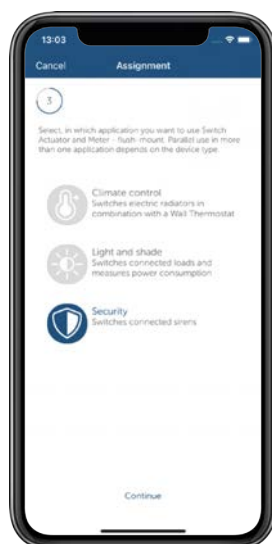 13:03
Cancel Assignment
3
Select, in which application you want to use Switch
Actuator and Meter - flush-mount. Parallel use in more
than one application depends on the device type.
Climate control
Switches electric radiators in
combination with a Wall Thermostat
Light and shade
Switches connected loads and
measures power consumption
Security
Switches connected sirens
Continue